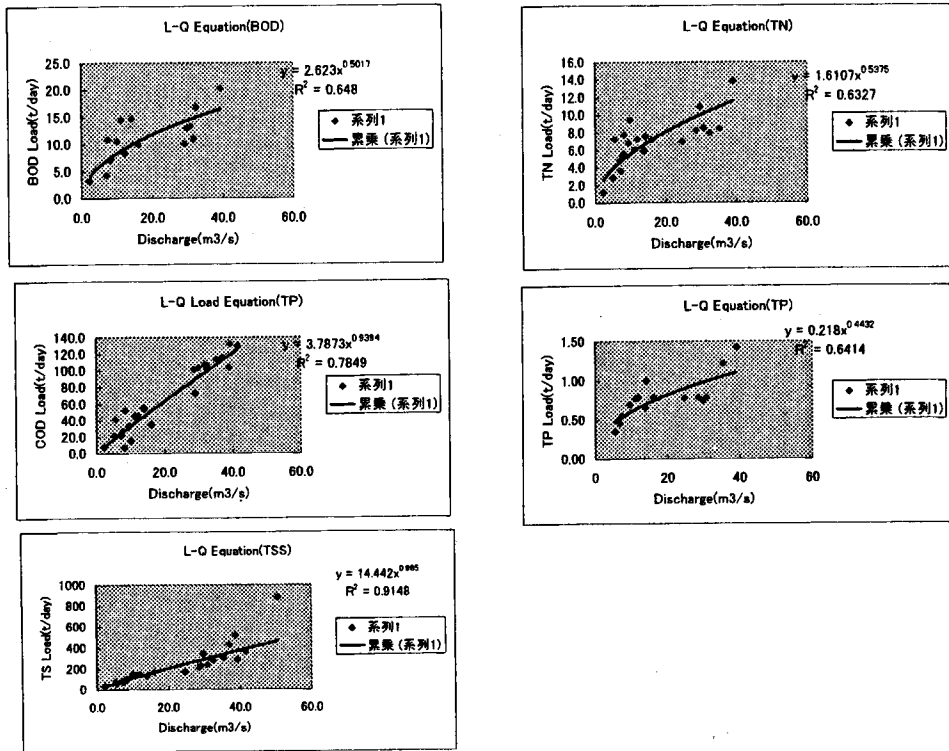 L-Q Equation(BOD)
y = 2.623x^0.5017
R² = 0.648
25.0
20.0
15.0
10.0
5.0
0.0
BOD Load(t/day)
0.0 20.0 40.0 60.0
Discharge(m3/s)
系列1
累乗 (系列1)
L-Q Equation(TN)
y = 1.6107x^0.5375
R² = 0.6327
16.0
14.0
12.0
10.0
8.0
6.0
4.0
2.0
0.0
TN Load(t/day)
0.0 20.0 40.0 60.0
Discharge(m3/s)
系列1
累乗 (系列1)
L-Q Load Equation(TP)
y = 3.7873x^0.9394
R² = 0.7849
140.0
120.0
100.0
80.0
60.0
40.0
20.0
0.0
COD Load(t/day)
0 20 40 60
Discharge(m3/s)
系列1
累乗 (系列1)
L-Q Equation(TP)
y = 0.218x^0.4432
R² = 0.6414
1.50
1.00
0.50
0.00
TP Load(t/day)
0 20 40 60
Discharge(m3/s)
系列1
累乗 (系列1)
L-Q Equation(TSS)
y = 14.442x^0.885
R² = 0.9148
1000
800
600
400
200
0
TS Load(t/day)
0.0 20.0 40.0 60.0
Discharge(m3/s)
系列1
累乗 (系列1)